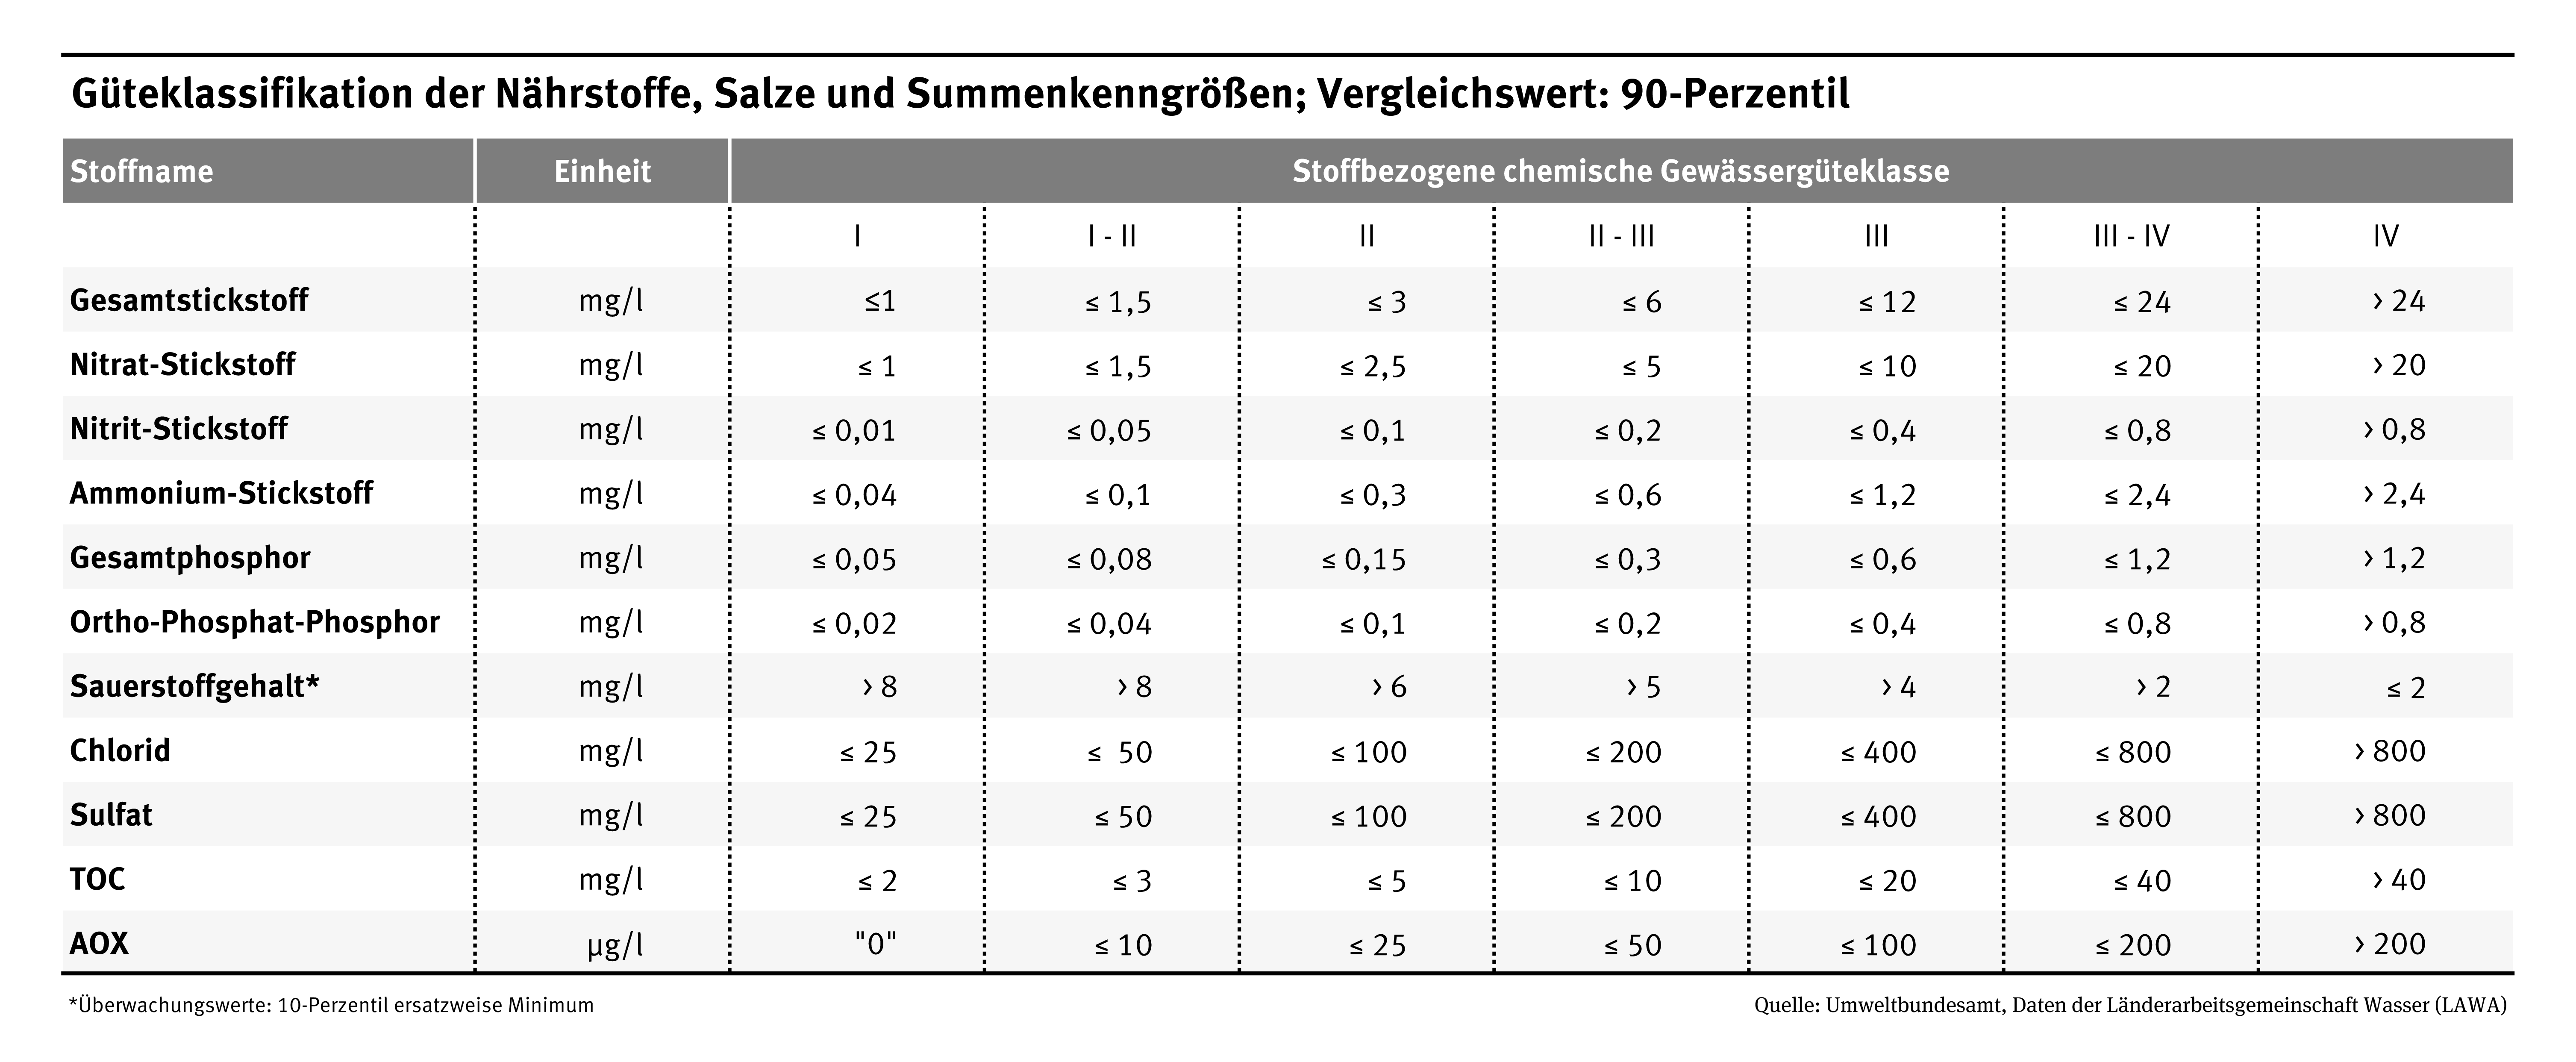 Güteklassifikation der Nährstoffe, Salze und Summenkenngrößen; Vergleichswert: 90-Perzentil
Stoffname Einheit Stoffbezogene chemische Gewässergüteklasse
I I - II II II - III III III - IV IV
Gesamtstickstoff mg/l ≤1 ≤ 1,5 ≤ 3 ≤ 6 ≤ 12 ≤ 24 > 24
Nitrat-Stickstoff mg/l ≤ 1 ≤ 1,5 ≤ 2,5 ≤ 5 ≤ 10 ≤ 20 > 20
Nitrit-Stickstoff mg/l ≤ 0,01 ≤ 0,05 ≤ 0,1 ≤ 0,2 ≤ 0,4 ≤ 0,8 > 0,8
Ammonium-Stickstoff mg/l ≤ 0,04 ≤ 0,1 ≤ 0,3 ≤ 0,6 ≤ 1,2 ≤ 2,4 > 2,4
Gesamtphosphor mg/l ≤ 0,05 ≤ 0,08 ≤ 0,15 ≤ 0,3 ≤ 0,6 ≤ 1,2 > 1,2
Ortho-Phosphat-Phosphor mg/l ≤ 0,02 ≤ 0,04 ≤ 0,1 ≤ 0,2 ≤ 0,4 ≤ 0,8 > 0,8
Sauerstoffgehalt* mg/l > 8 > 8 > 6 > 5 > 4 > 2 ≤ 2
Chlorid mg/l ≤ 25 ≤ 50 ≤ 100 ≤ 200 ≤ 400 ≤ 800 > 800
Sulfat mg/l ≤ 25 ≤ 50 ≤ 100 ≤ 200 ≤ 400 ≤ 800 > 800
TOC mg/l ≤ 2 ≤ 3 ≤ 5 ≤ 10 ≤ 20 ≤ 40 > 40
AOX µg/l "0" ≤ 10 ≤ 25 ≤ 50 ≤ 100 ≤ 200 > 200
*Überwachungswerte: 10-Perzentil ersatzweise Minimum
Quelle: Umweltbundesamt, Daten der Länderarbeitsgemeinschaft Wasser (LAWA)